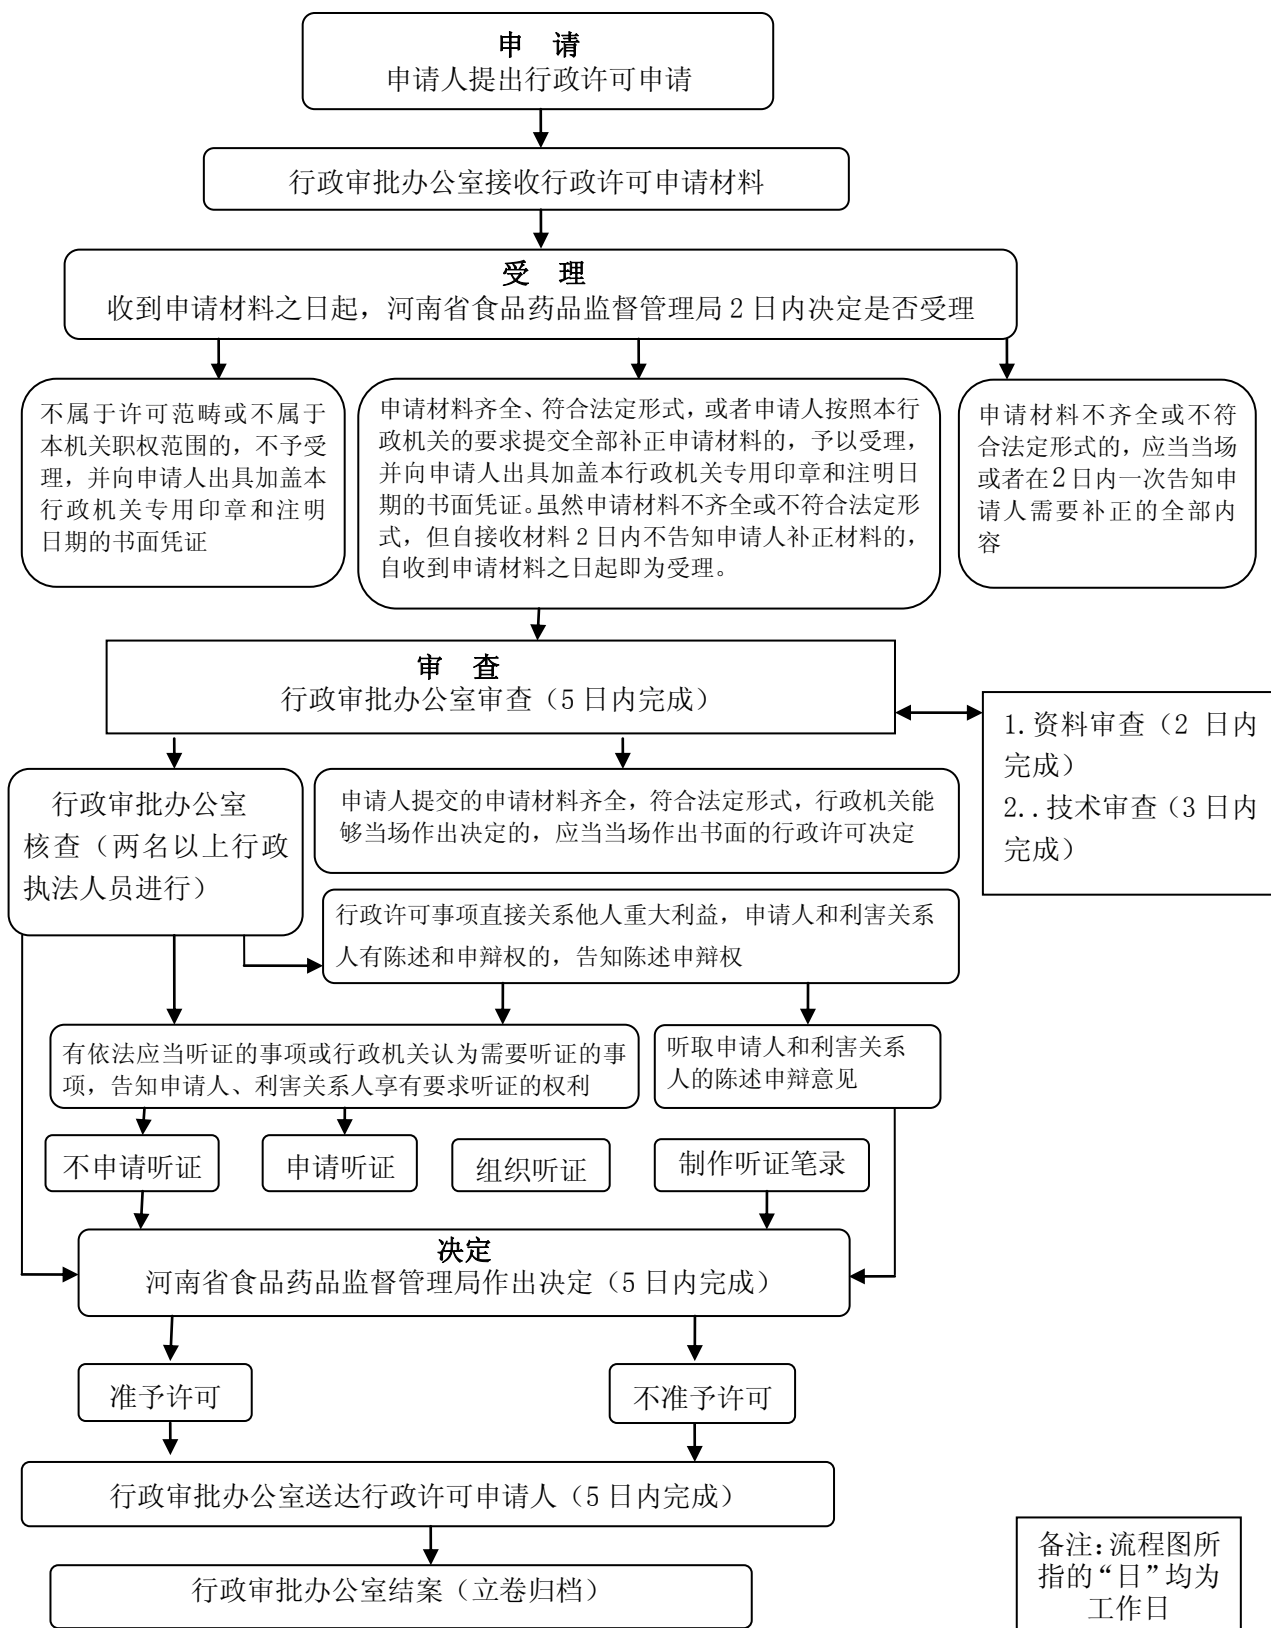 申 请
申请人提出行政许可申请
行政审批办公室接收行政许可申请材料
受 理
收到申请材料之日起，河南省食品药品监督管理局 2 日内决定是否受理
不属于许可范畴或不属于
本机关职权范围的，不予受
理，并向申请人出具加盖本
行政机关专用印章和注明
日期的书面凭证
申请材料齐全、符合法定形式，或者申请人按照本行
政机关的要求提交全部补正申请材料的，予以受理，
并向申请人出具加盖本行政机关专用印章和注明日
期的书面凭证。虽然申请材料不齐全或不符合法定形
式，但自接收材料 2 日内不告知申请人补正材料的，
自收到申请材料之日起即为受理。
申请材料不齐全或不符
合法定形式的，应当当场
或者在2日内一次告知申
请人需要补正的全部内
容
审 查
行政审批办公室审查（5 日内完成）
1.资料审查（2 日内
完成）
2..技术审查（3 日内
完成）
行政审批办公室
核查（两名以上行政
执法人员进行）
申请人提交的申请材料齐全，符合法定形式，行政机关能
够当场作出决定的，应当当场作出书面的行政许可决定
行政许可事项直接关系他人重大利益，申请人和利害关系
人有陈述和申辩权的，告知陈述申辩权
有依法应当听证的事项或行政机关认为需要听证的事
项，告知申请人、利害关系人享有要求听证的权利
听取申请人和利害关系
人的陈述申辩意见
不申请听证
申请听证
组织听证
制作听证笔录
决定
河南省食品药品监督管理局作出决定（5 日内完成）
准予许可
不准予许可
行政审批办公室送达行政许可申请人（5 日内完成）
行政审批办公室结案（立卷归档）
备注：流程图所
指的“日”均为
工作日